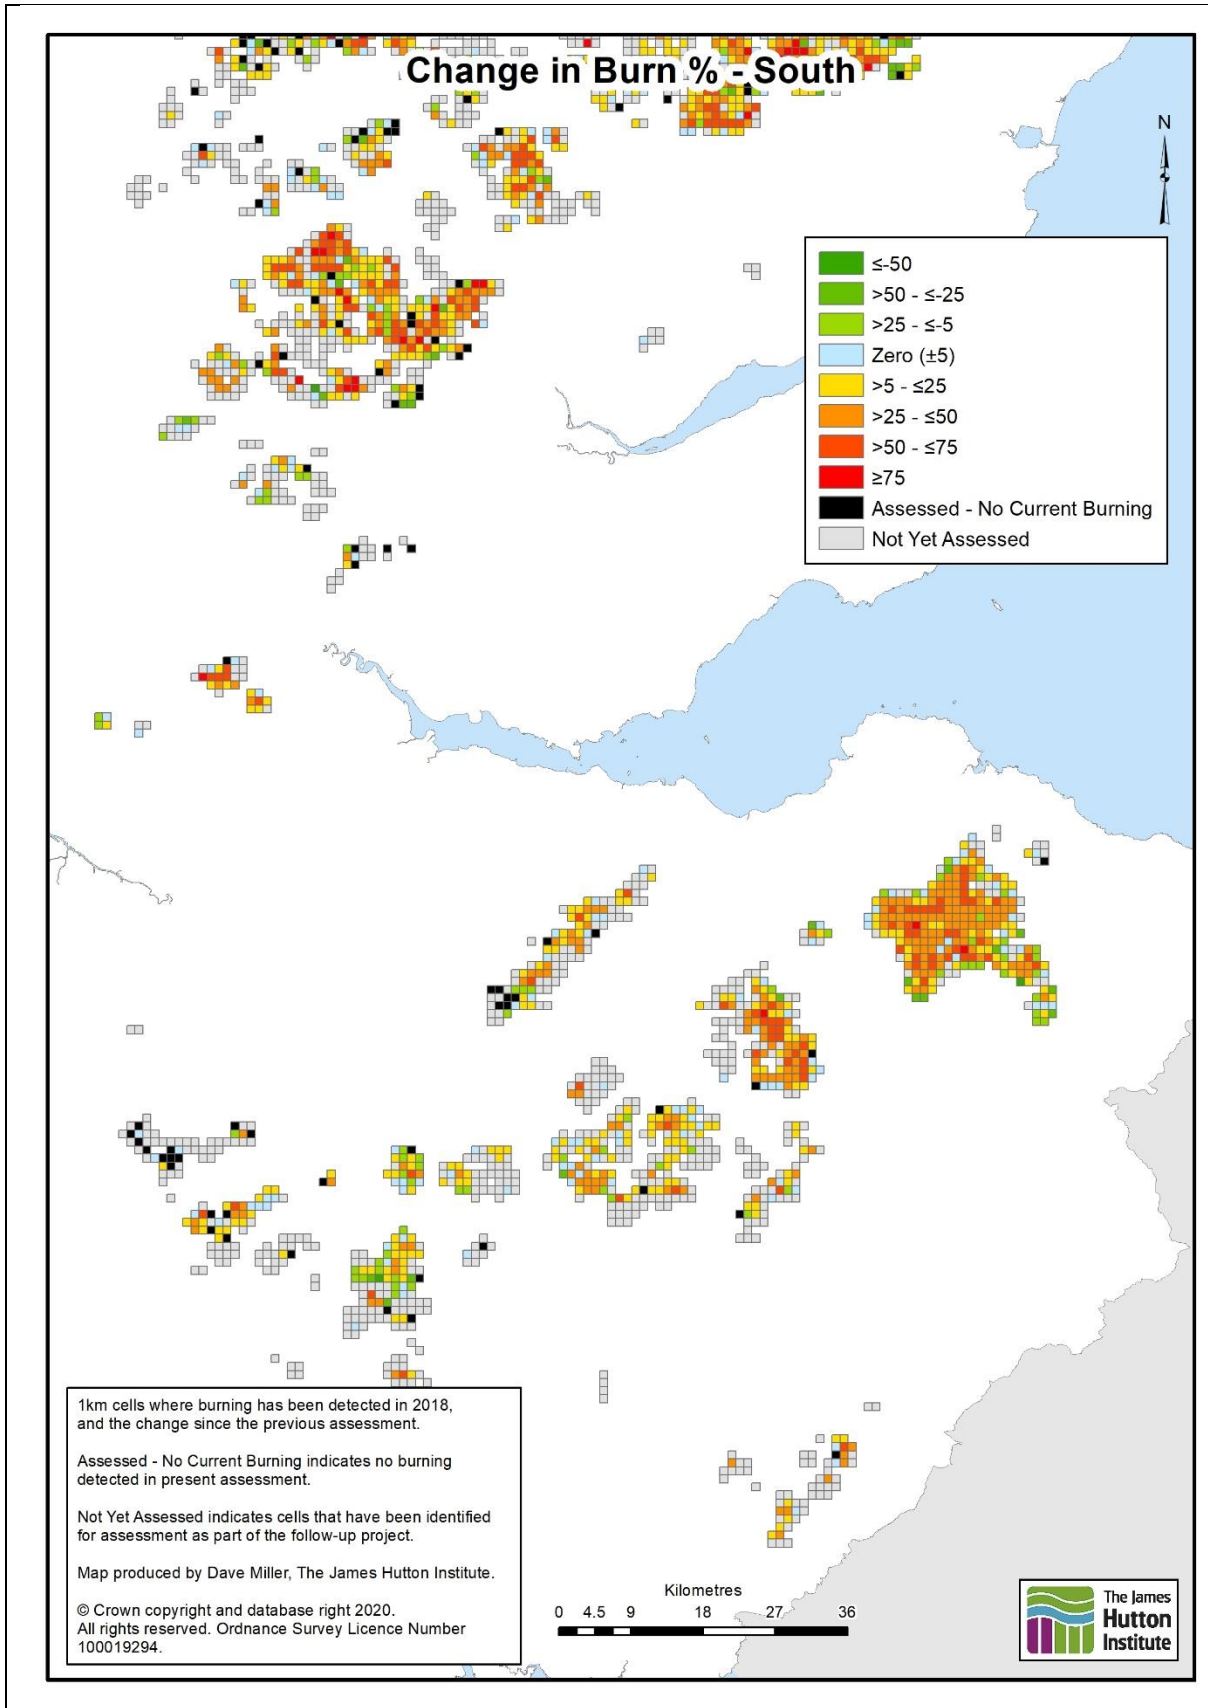 Change in Burn % - South
N
≤-50
>50 - ≤-25
>25 - ≤-5
Zero (±5)
>5 - ≤25
>25 - ≤50
>50 - ≤75
≥75
Assessed - No Current Burning
Not Yet Assessed
1km cells where burning has been detected in 2018,
and the change since the previous assessment.
Assessed - No Current Burning indicates no burning
detected in present assessment.
Not Yet Assessed indicates cells that have been identified
for assessment as part of the follow-up project.
Map produced by Dave Miller, The James Hutton Institute.
© Crown copyright and database right 2020.
All rights reserved. Ordnance Survey Licence Number
100019294.
Kilometres
0 4.5 9 18 27 36
The James
Hutton
Institute